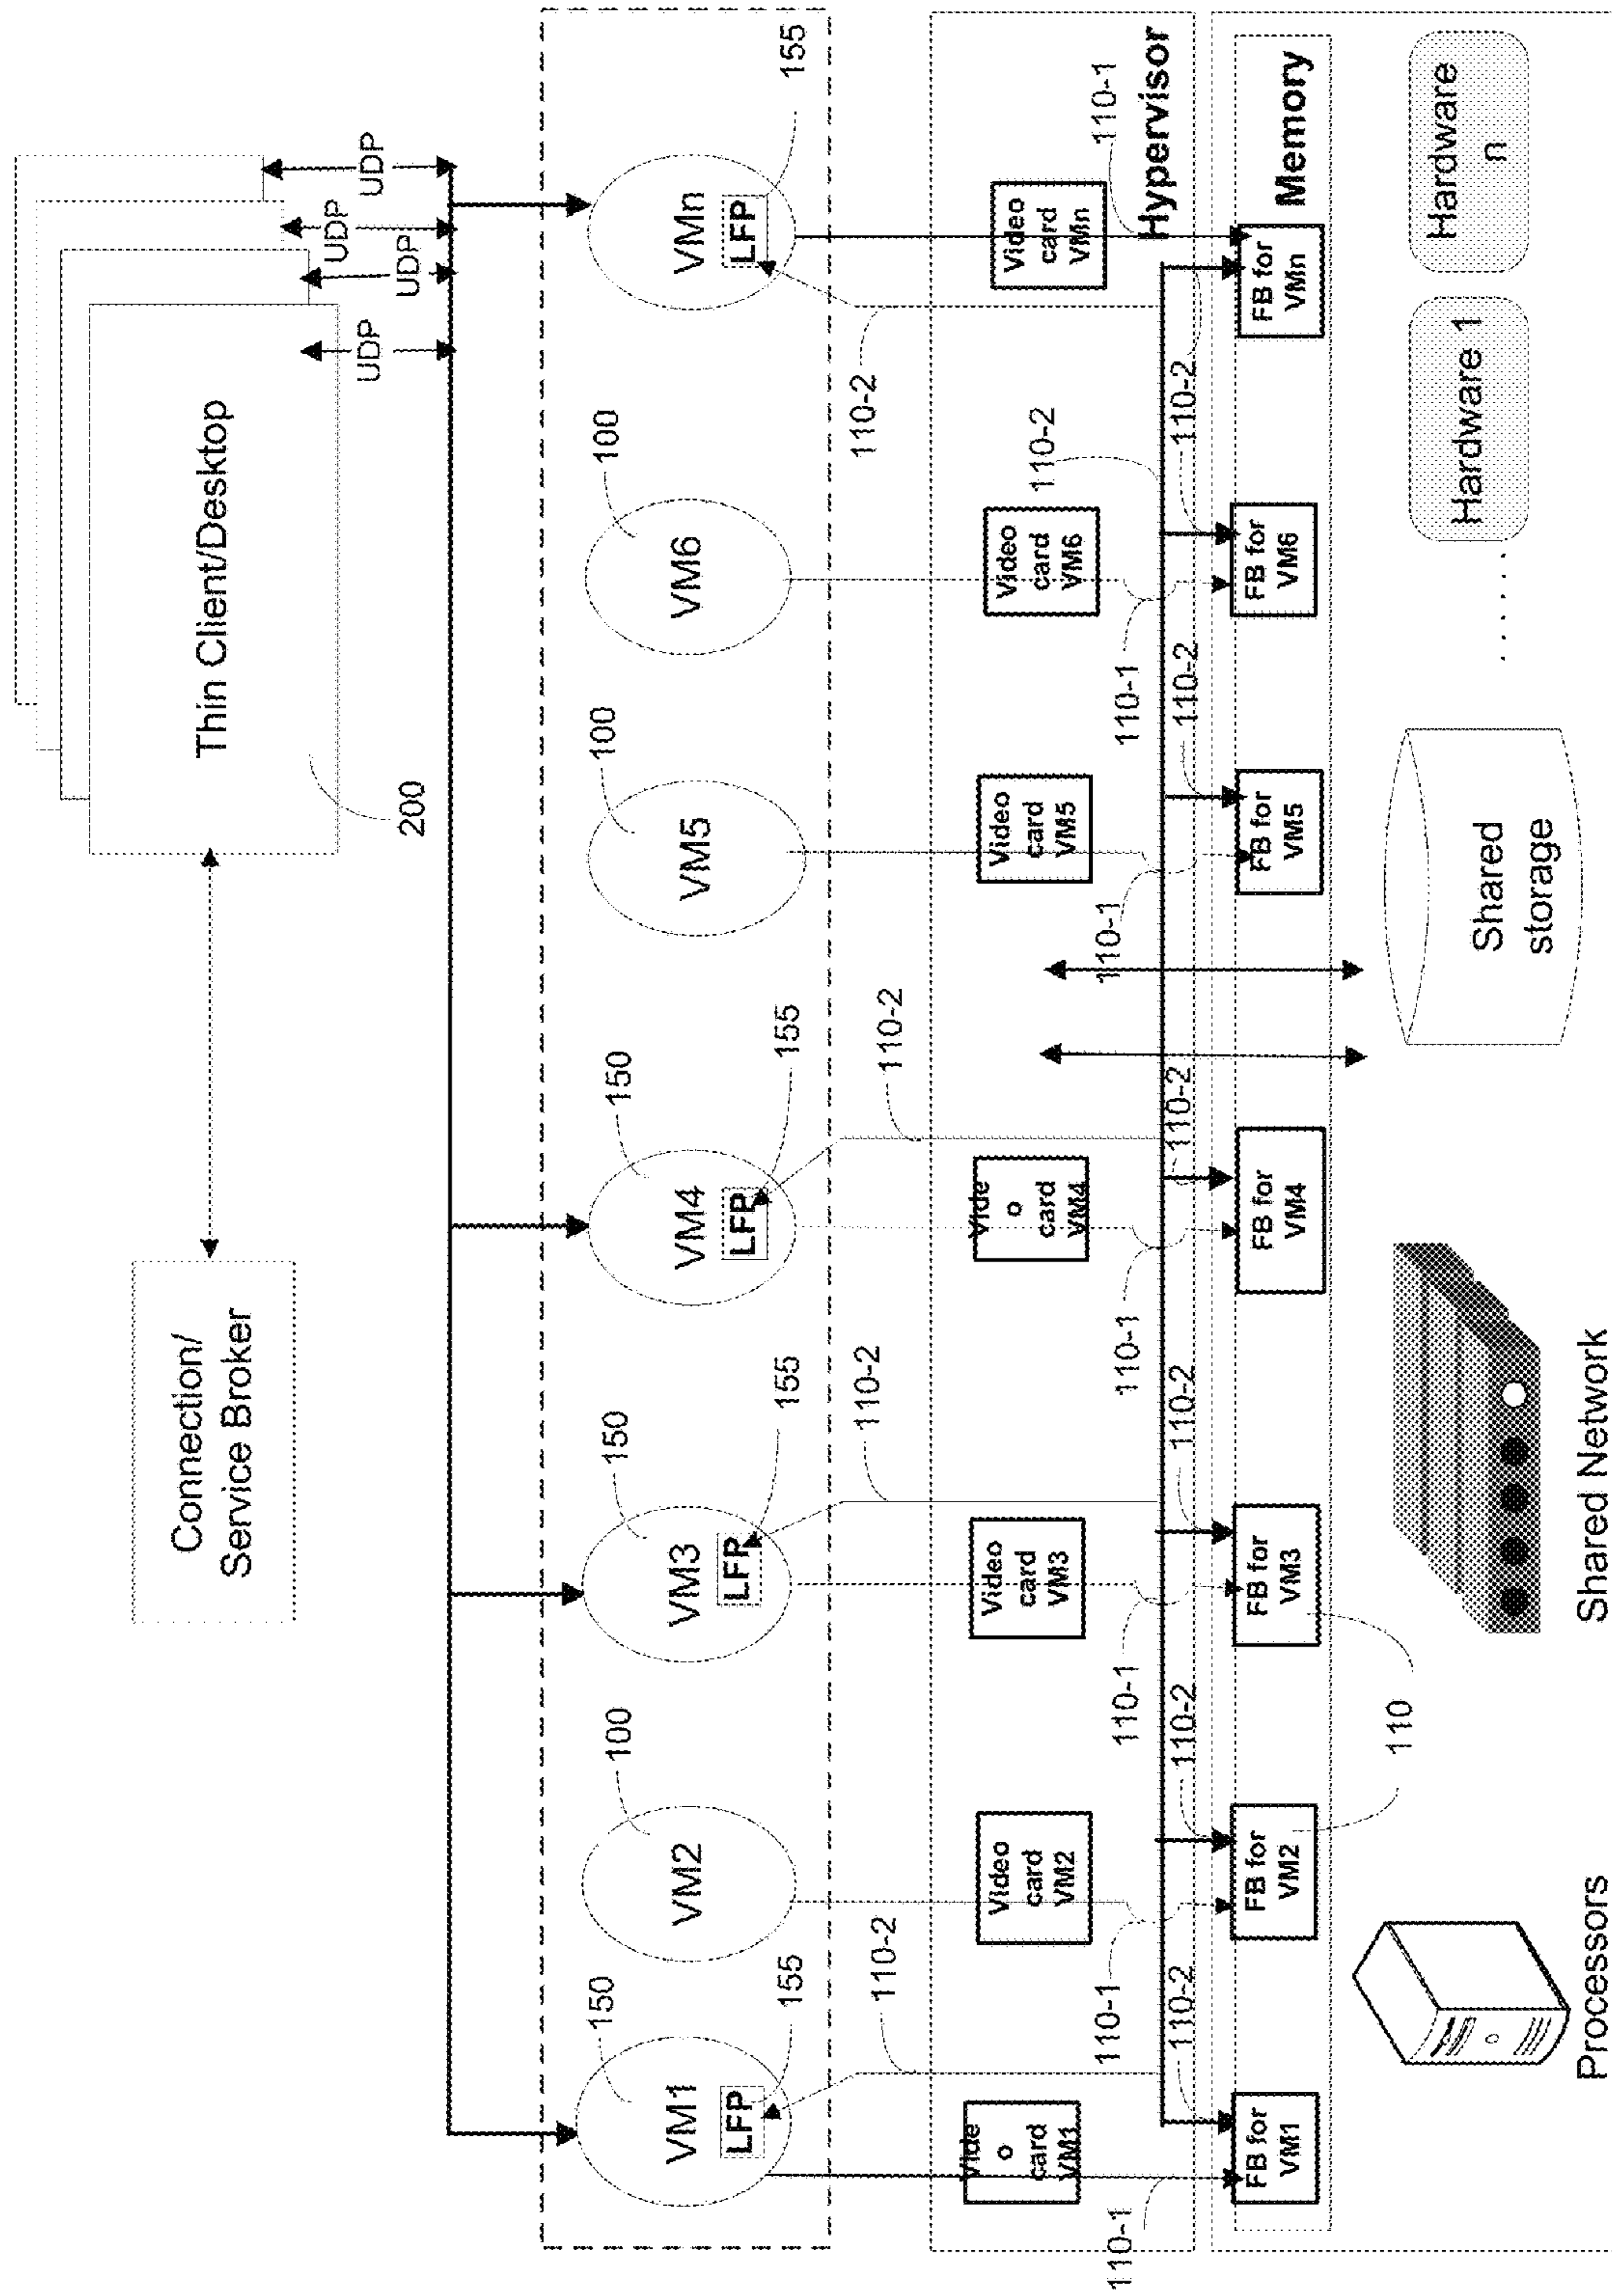 Connection/
Service Broker
Thin Client/Desktop
200
UDP
UDP
UDP
UDP
150
VM1
LFP
155
100
VM2
150
VM3
LFP
155
150
VM4
LFP
155
100
VM5
100
VM6
VMn
LFP
155
110-2
110-2
110-2
110-2
Vide
o
card
VM1
Video
card
VM2
Video
card
VM3
Vide
o
card
VM4
Video
card
VM5
Video
card
VM6
110-2
Video
card
VMn
110-1
Hypervisor
110-1
110-1
110-1
110-1
110-1
110-1
110-2
110-2
110-2
110-2
110-2
110-2
Memory
FB for
VM1
FB for
VM2
FB for
VM3
FB for
VM4
FB for
VM5
FB for
VM6
FB for
VMn
110
Processors
Shared Network
Shared
storage
. . . . .
Hardware 1
Hardware
n